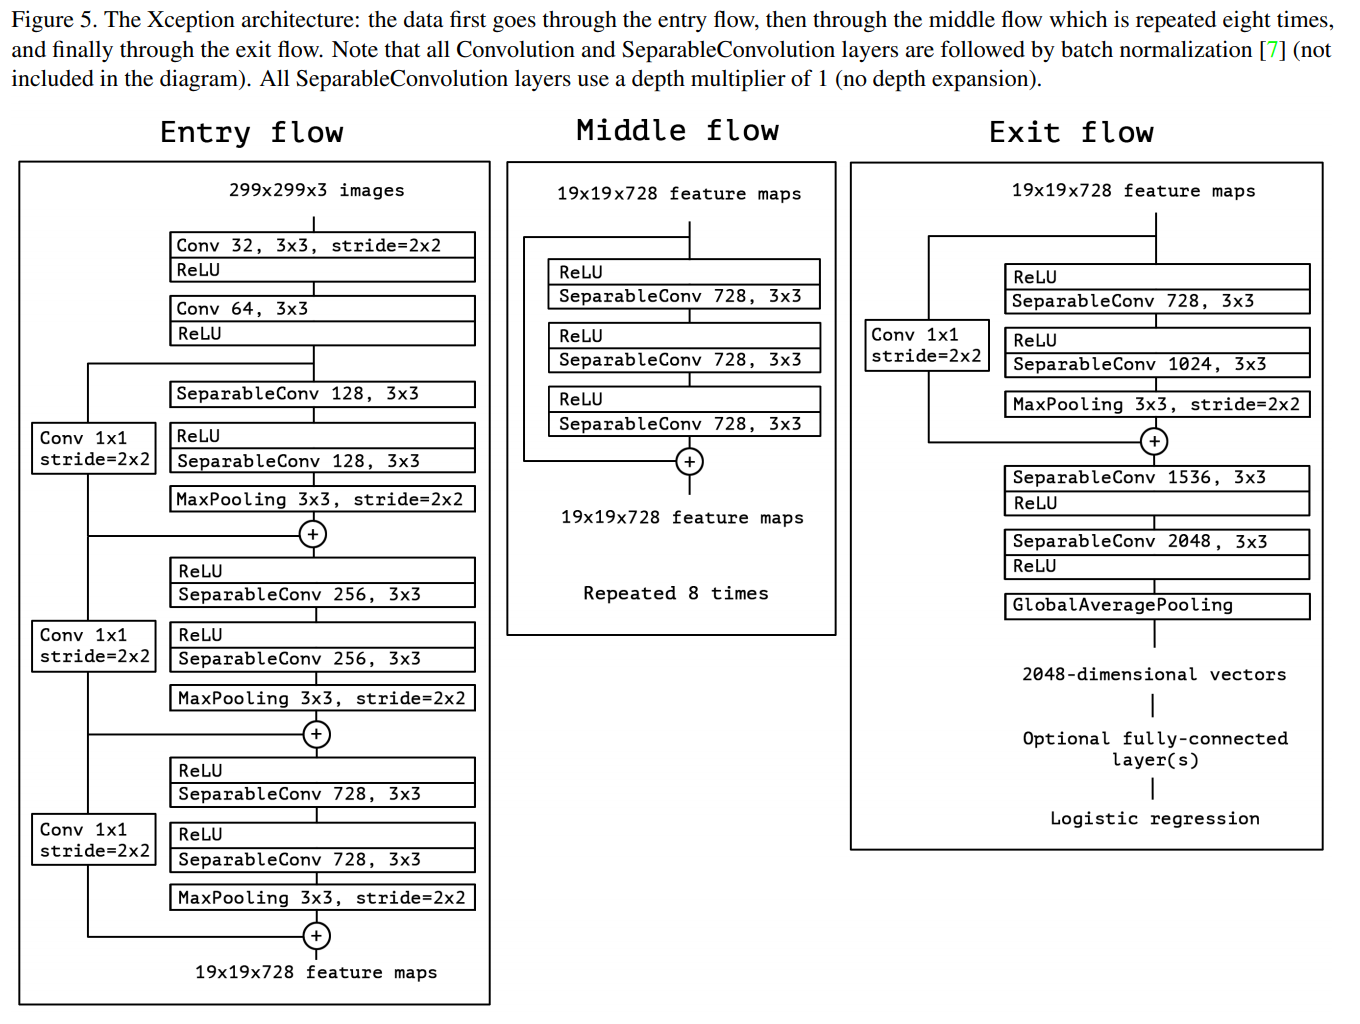 Figure 5. The Xception architecture: the data first goes through the entry flow, then through the middle flow which is repeated eight times,
and finally through the exit flow. Note that all Convolution and SeparableConvolution layers are followed by batch normalization [7] (not
included in the diagram). All SeparableConvolution layers use a depth multiplier of 1 (no depth expansion).
Entry flow
299x299x3 images
Conv 32, 3x3, stride=2x2
ReLU
Conv 64, 3x3
ReLU
SeparableConv 128, 3x3
Conv 1x1
stride=2x2
ReLU
SeparableConv 128, 3x3
MaxPooling 3x3, stride=2x2
+
ReLU
SeparableConv 256, 3x3
Conv 1x1
stride=2x2
ReLU
SeparableConv 256, 3x3
MaxPooling 3x3, stride=2x2
+
ReLU
SeparableConv 728, 3x3
Conv 1x1
stride=2x2
ReLU
SeparableConv 728, 3x3
MaxPooling 3x3, stride=2x2
+
19x19x728 feature maps
Middle flow
19x19x728 feature maps
ReLU
SeparableConv 728, 3x3
ReLU
SeparableConv 728, 3x3
ReLU
SeparableConv 728, 3x3
+
19x19x728 feature maps
Repeated 8 times
Exit flow
19x19x728 feature maps
ReLU
SeparableConv 728, 3x3
Conv 1x1
stride=2x2
ReLU
SeparableConv 1024, 3x3
MaxPooling 3x3, stride=2x2
+
SeparableConv 1536, 3x3
ReLU
SeparableConv 2048, 3x3
ReLU
GlobalAveragePooling
2048-dimensional vectors
Optional fully-connected
layer(s)
Logistic regression